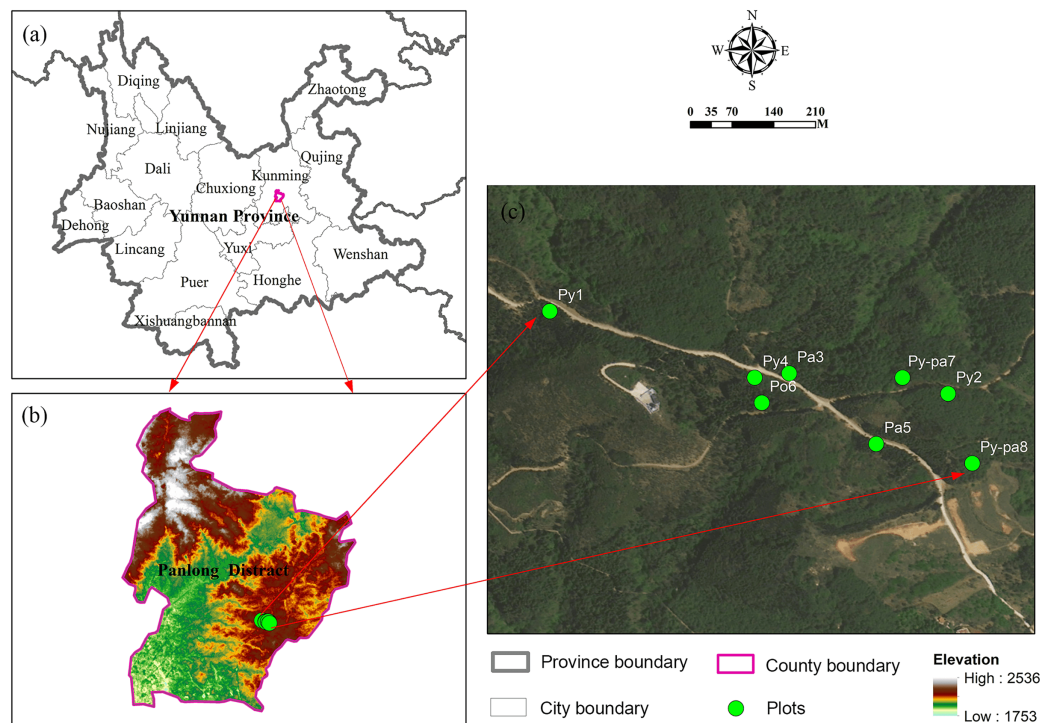 (a)
Diqing
Zhaotong
Nujiang
Linjiang
Qujing
Dali
Kunming
Chuxiong
Baoshan
Yunnan Province
Dehong
Lincang
Yuxi
Wenshan
Puer
Honghe
Xishuangbannan
N
W E
S
0 35 70 140 210
M
(b)
Panlong Distract
(c)
Py1
Py4
Pa3
Py-pa7
Po6
Py2
Pa5
Py-pa8
Province boundary
County boundary
City boundary
Plots
Elevation
High : 2536
Low : 1753